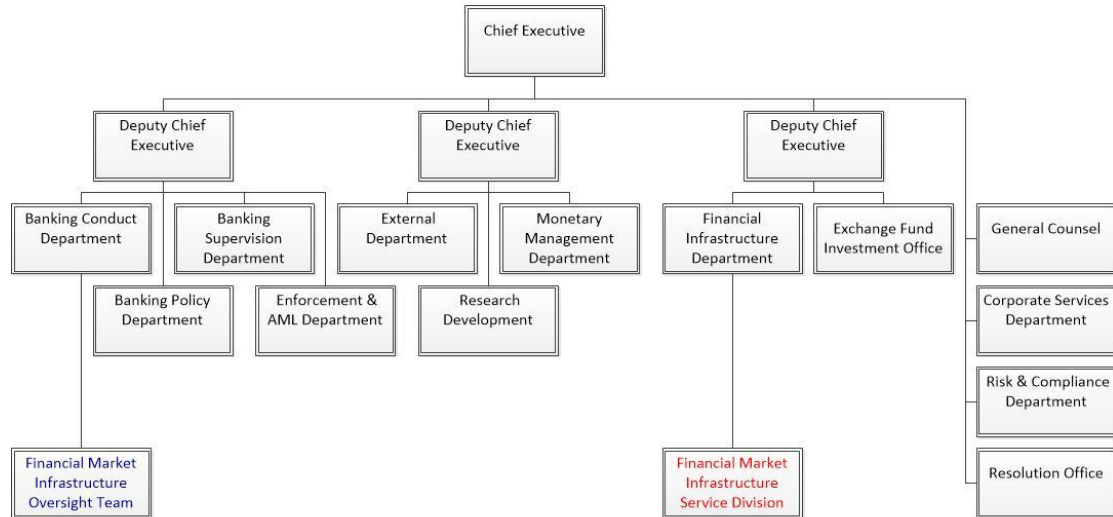 Chief Executive
Deputy Chief
Executive
Deputy Chief
Executive
Deputy Chief
Executive
Banking Conduct
Department
Banking
Supervision
Department
External
Department
Monetary
Management
Department
Financial
Infrastructure
Department
Exchange Fund
Investment Office
General Counsel
Banking Policy
Department
Enforcement &
AML Department
Research
Development
Corporate Services
Department
Risk & Compliance
Department
Financial Market
Infrastructure
Oversight Team
Financial Market
Infrastructure
Service Division
Resolution Office